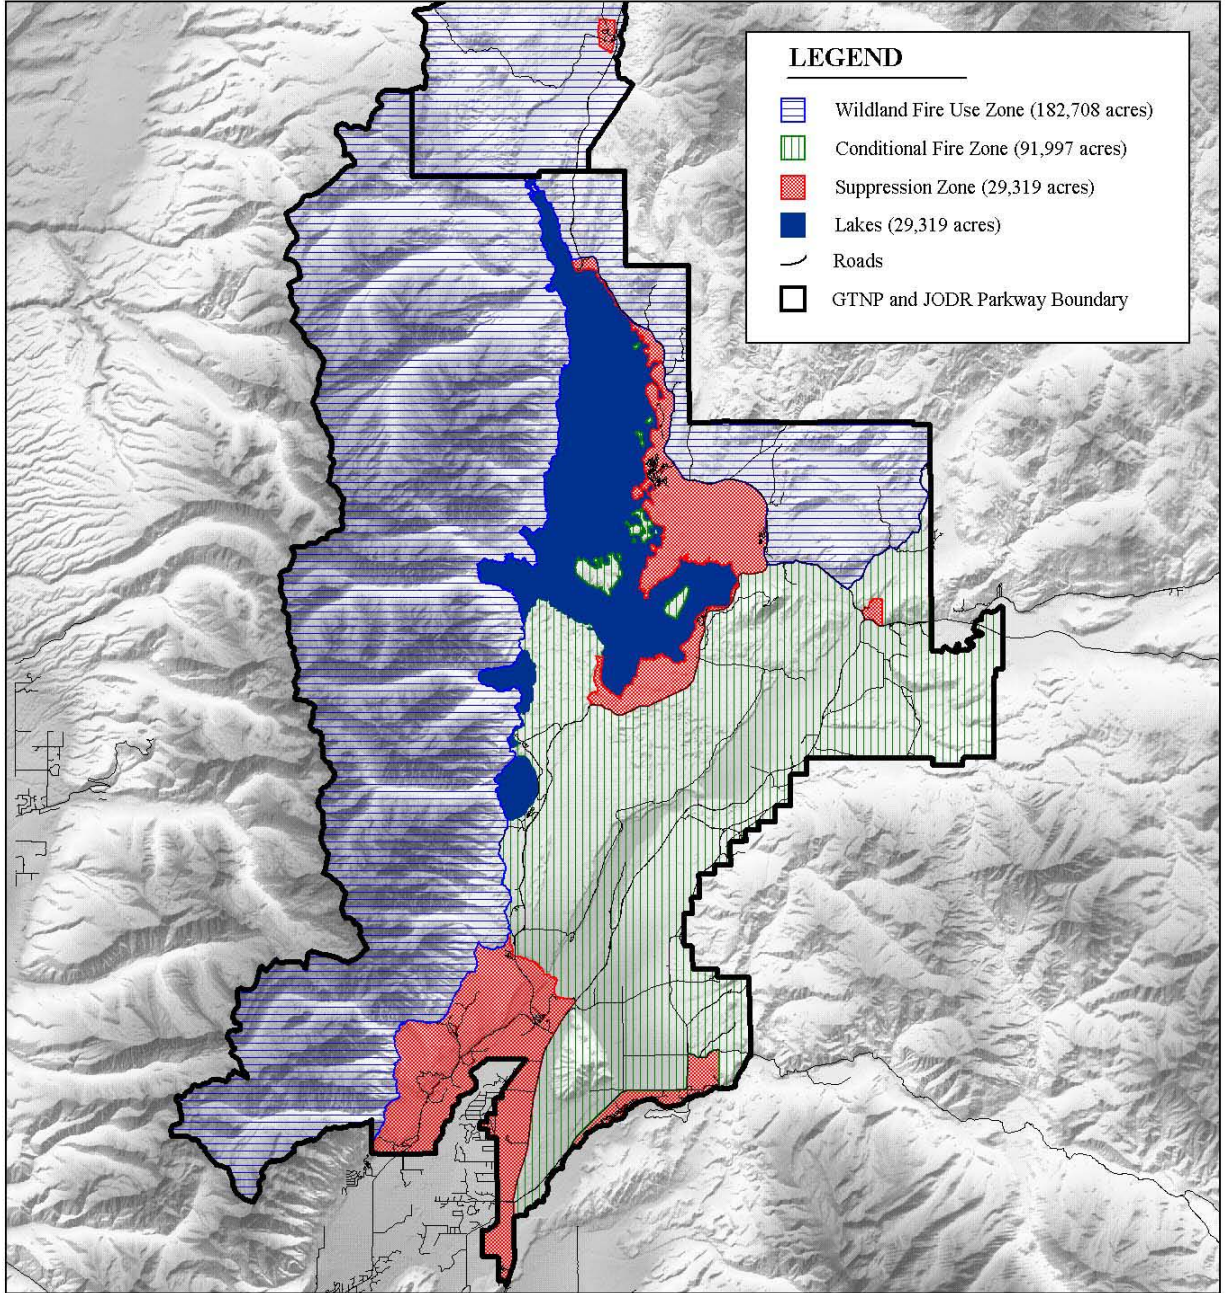 LEGEND
Wildland Fire Use Zone (182,708 acres)
Conditional Fire Zone (91,997 acres)
Suppression Zone (29,319 acres)
Lakes (29,319 acres)
Roads
GTNP and JODR Parkway Boundary